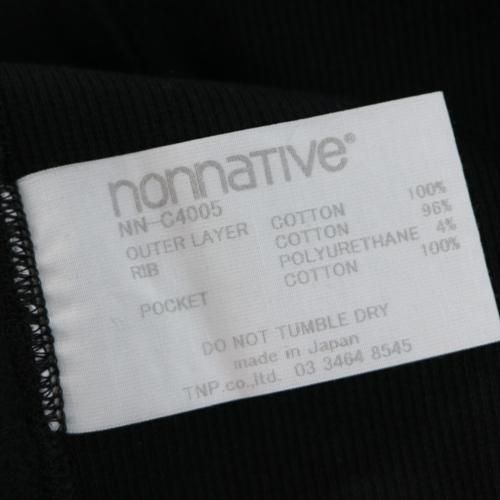 nonnative®
NN-C4005
OUTER LAYER COTTON 100%
RIB COTTON 96%
POLYURETHANE 4%
POCKET COTTON 100%
DO NOT TUMBLE DRY
made in Japan
TNP.co.,ltd. 03 3464 8545